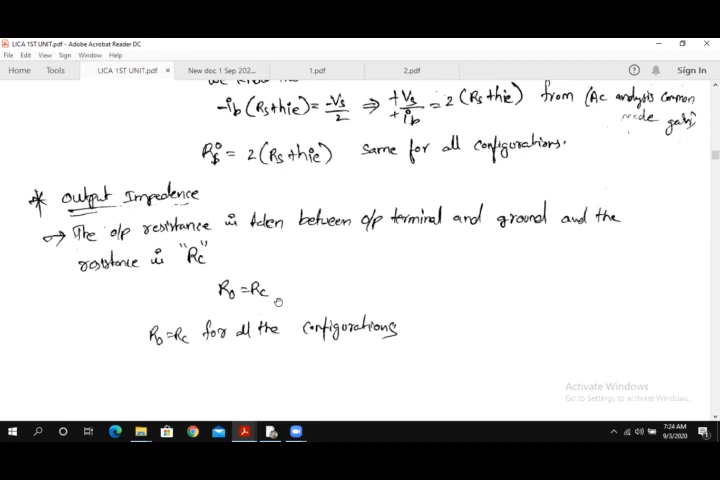 LICA 1ST UNIT.pdf - Adobe Acrobat Reader DC
File Edit View Sign Window Help
Home Tools LICA 1ST UNIT.pdf × New doc 1 Sep 202... 1.pdf 2.pdf Sign In
-ib (Rs+hie) = -Vs/2 ⇒ +Vs/+ib = 2 (Rs+hie) from (Ac analysis common mode gain)
= 2 (Rs+hie) same for all configurations.
* output Impedence
→ The o/p resistance is taken between o/p terminal and ground and the
resistance is "Rc"
Ro = Rc
Ro = Rc for all the configurations
Activate Windows
Go to Settings to activate Windows.
7:24 AM
9/3/2020